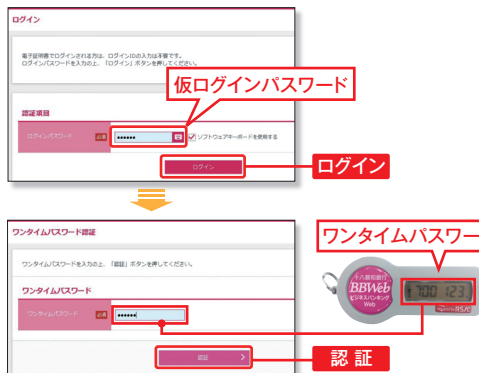 ログイン
電子証明書でログインされる方は、ログインIDの入力は不要です。
ログインパスワードを入力の上、「ログイン」ボタンを押してください。
仮ログインパスワード
認証項目
ログインパスワード 必須 ●●●●●● ソフトウェアキーボードを使用する
ログイン
ログイン
ワンタイムパスワード認証
ワンタイムパスワー
ワンタイムパスワードを入力の上、「認証」ボタンを押してください。
ワンタイムパスワード
ワンタイムパスワード 必須 ●●●●●●
十八親和銀行
BBWeb
ビジネスバンキング
Web
700 123
認証
認 証